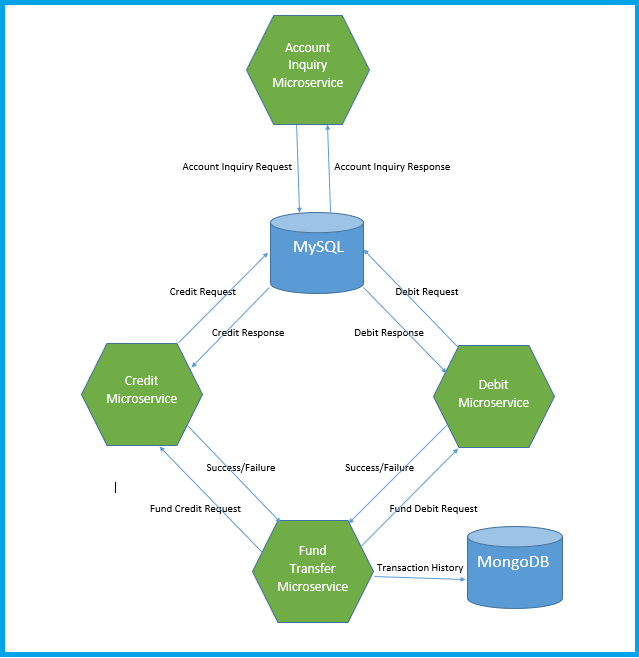 Account
Inquiry
Microservice
Account Inquiry Request
Account Inquiry Response
MySQL
Credit Request
Debit Request
Credit Response
Debit Response
Credit
Microservice
Debit
Microservice
Success/Failure
Success/Failure
Fund Credit Request
Fund Debit Request
Fund
Transfer
Microservice
Transaction History
MongoDB